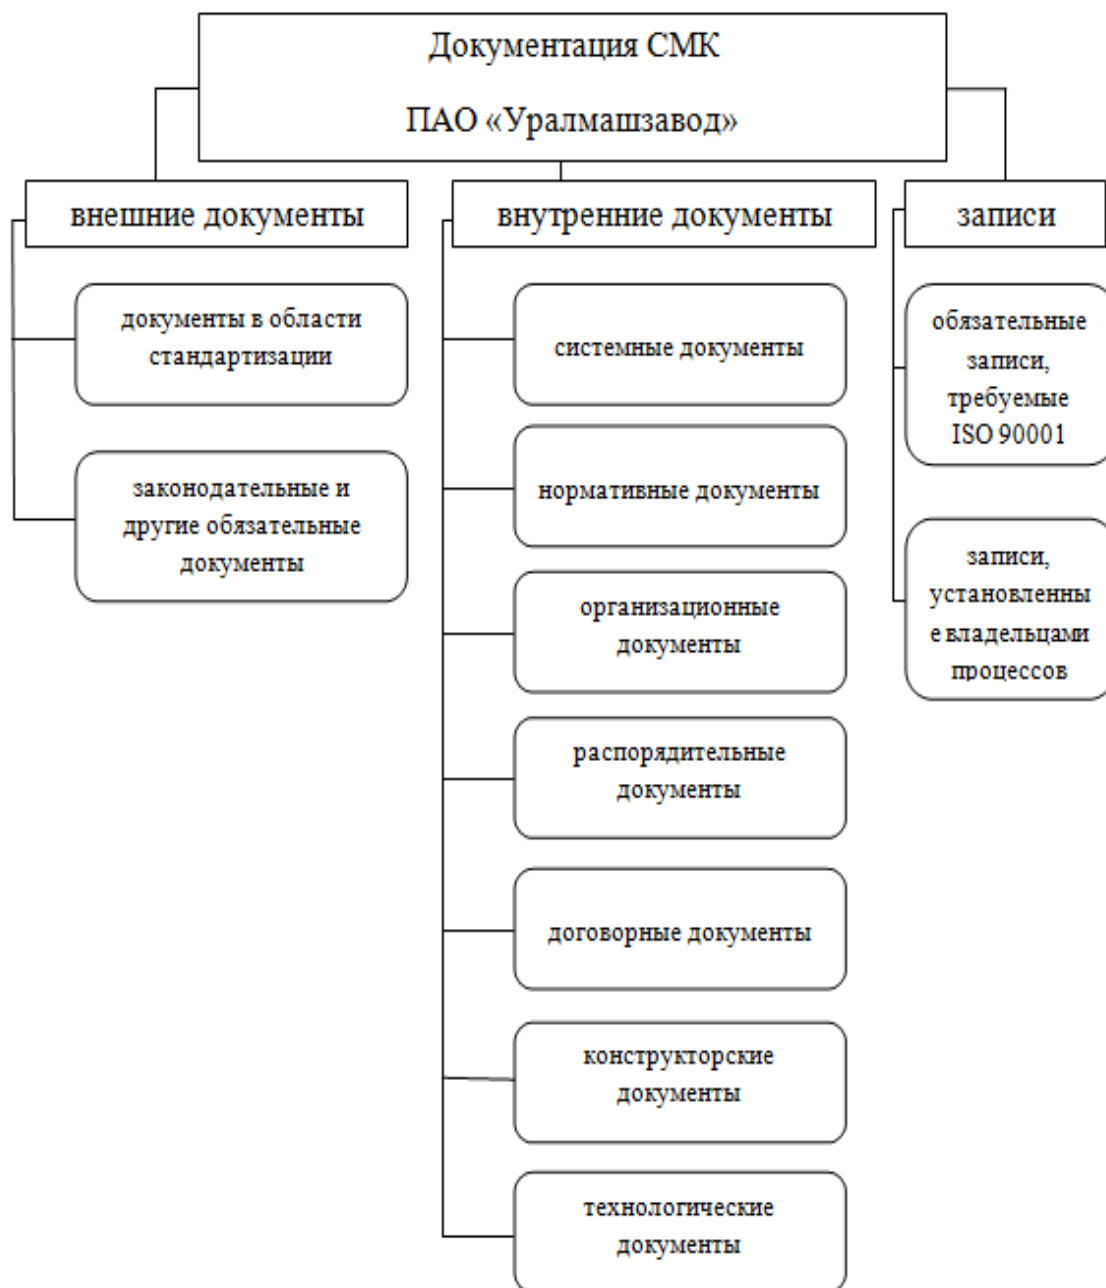 Документация СМК
ПАО «Уралмашзавод»
внешние документы
документы в области
стандартизации
законодательные и
другие обязательные
документы
внутренние документы
системные документы
нормативные документы
организационные
документы
распорядительные
документы
договорные документы
конструкторские
документы
технологические
документы
записи
обязательные
записи,
требуемые
ISO 90001
записи,
установленны
е владельцами
процессов